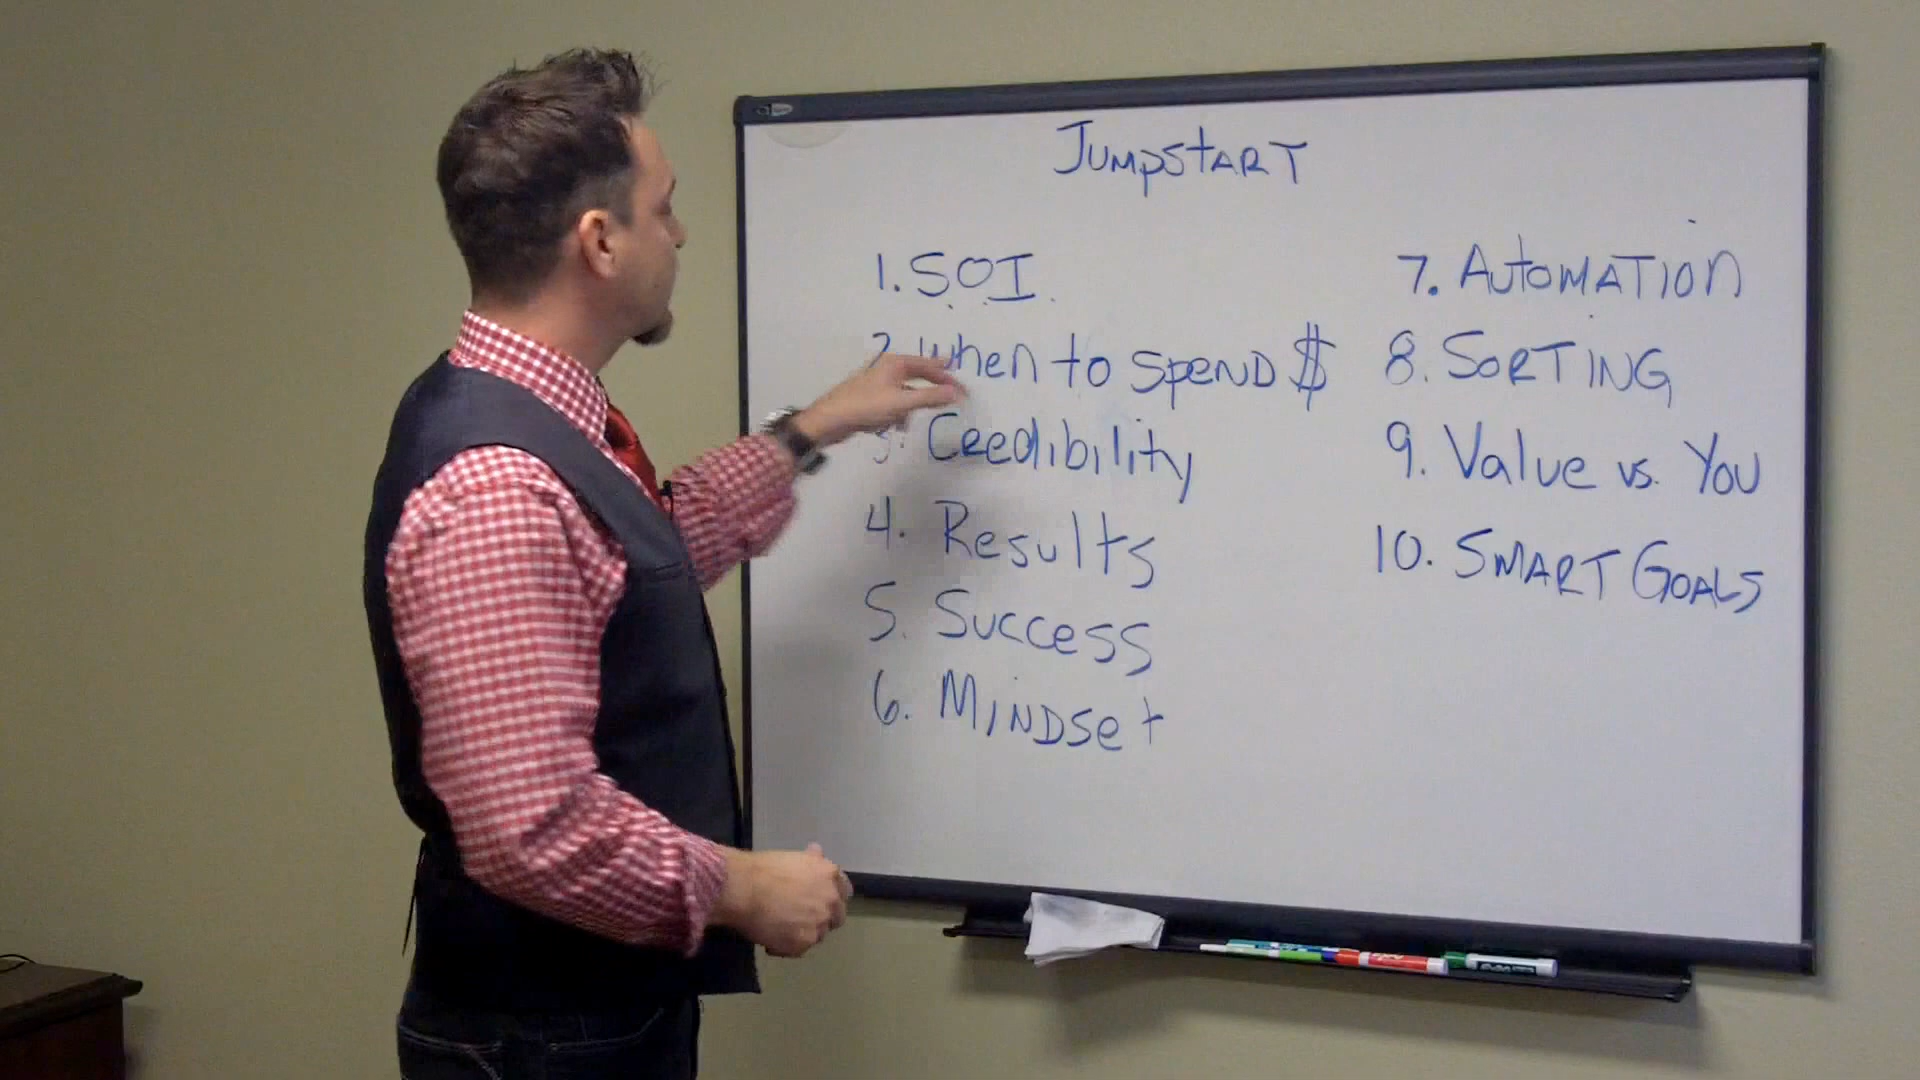 Jumpstart
1. SOI
2. When to spend $
3. Credibility
4. Results
5. Success
6. Mindset
7. Automation
8. Sorting
9. Value vs. You
10. Smart Goals